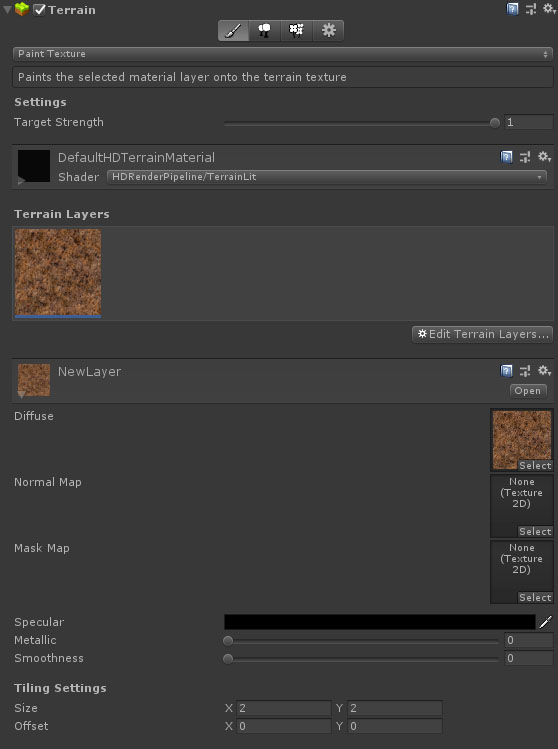 Terrain
Paint Texture
Paints the selected material layer onto the terrain texture
Settings
Target Strength 1
DefaultHDTerrainMaterial
Shader HDRenderPipeline/TerrainLit
Terrain Layers
Edit Terrain Layers...
NewLayer
Open
Diffuse
Select
Normal Map
None
(Texture
2D)
Select
Mask Map
None
(Texture
2D)
Select
Specular
Metallic 0
Smoothness 0
Tiling Settings
Size X 2 Y 2
Offset X 0 Y 0